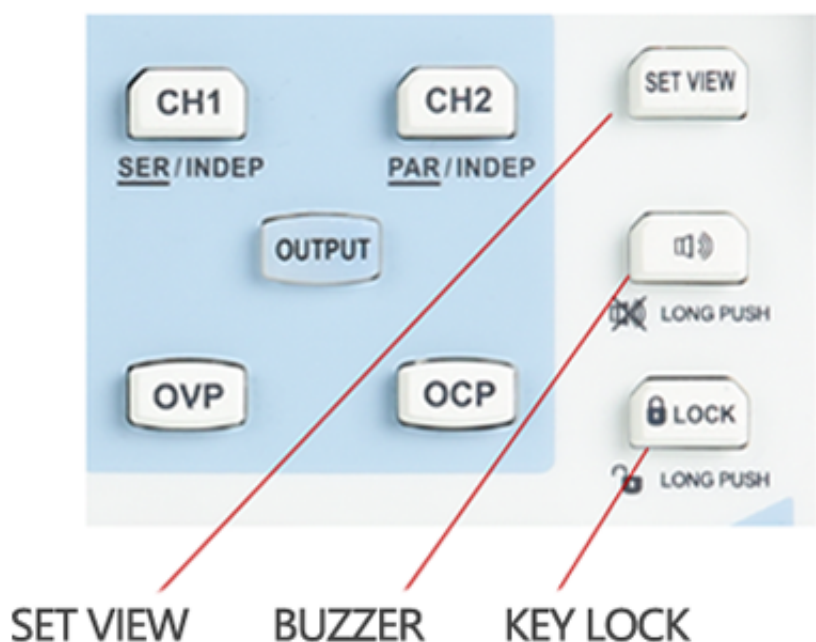 CH1
CH2
SET VIEW
SER/INDEP
PAR/INDEP
OUTPUT
LONG PUSH
OVP
OCP
LOCK
LONG PUSH
SET VIEW
BUZZER
KEY LOCK